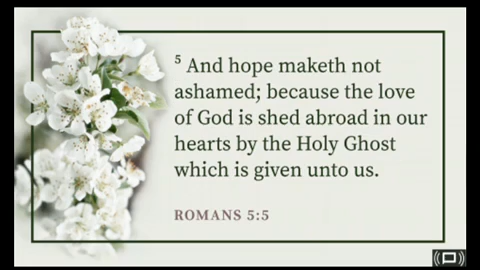 5 And hope maketh not
ashamed; because the love
of God is shed abroad in our
hearts by the Holy Ghost
which is given unto us.
ROMANS 5:5